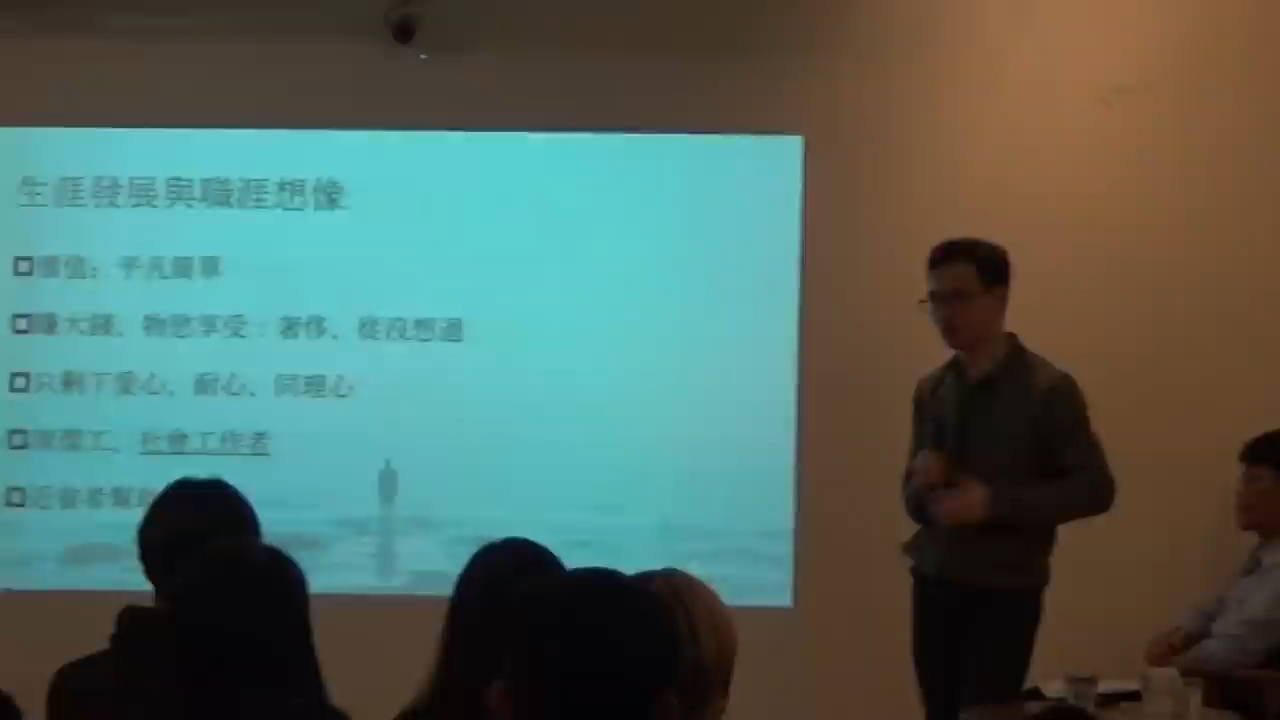 生涯發展與職涯想像
價值：平凡簡單
賺大錢、物慾享受：奢侈、從沒想過
只剩下愛心、耐心、同理心
社會工作者